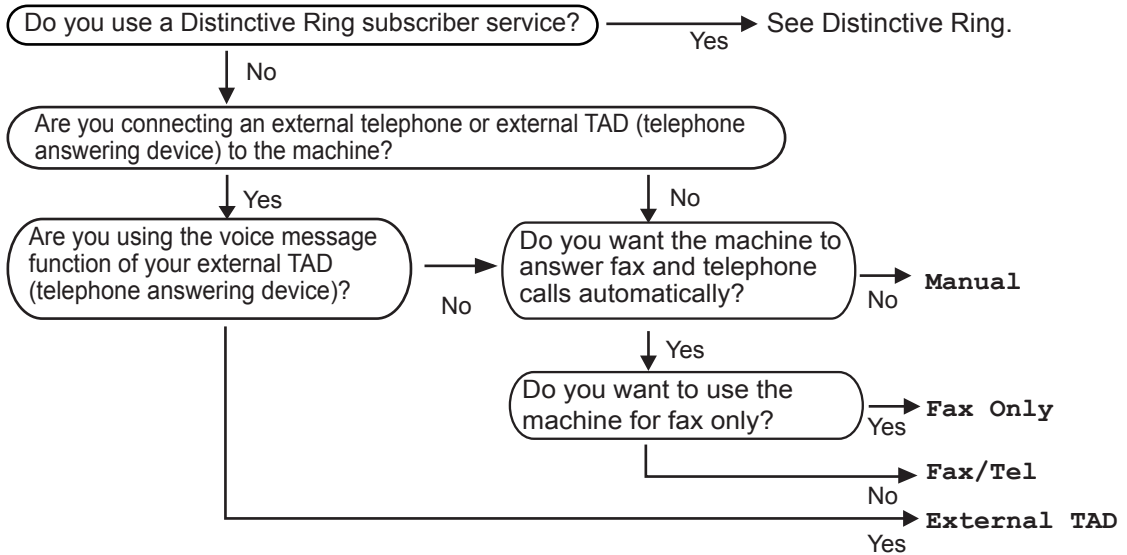 Do you use a Distinctive Ring subscriber service?
Yes
See Distinctive Ring.
No
Are you connecting an external telephone or external TAD (telephone
answering device) to the machine?
Yes
No
Are you using the voice message
function of your external TAD
(telephone answering device)?
No
Do you want the machine to
answer fax and telephone
calls automatically?
No
Manual
Yes
Do you want to use the
machine for fax only?
Yes
Fax Only
No
Fax/Tel
Yes
External TAD